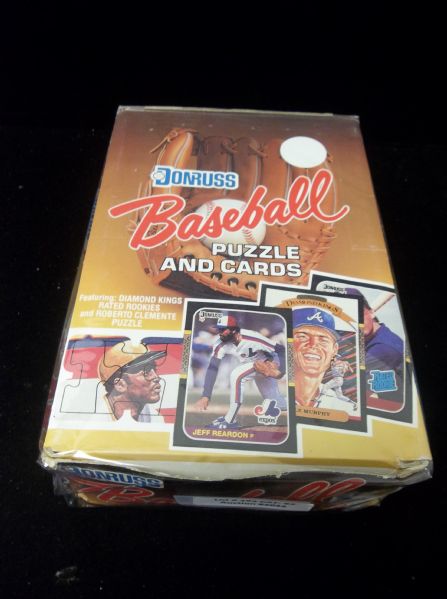 DONRUSS
Baseball
PUZZLE
AND CARDS
Featuring: DIAMOND KINGS
RATED ROOKIES
and ROBERTO CLEMENTE
PUZZLE
DONRUSS
JEFF REARDON P
expos
DIAMOND KINGS
MURPHY
DONRUSS
Rated
Rookie
DONRUSS
Baseball